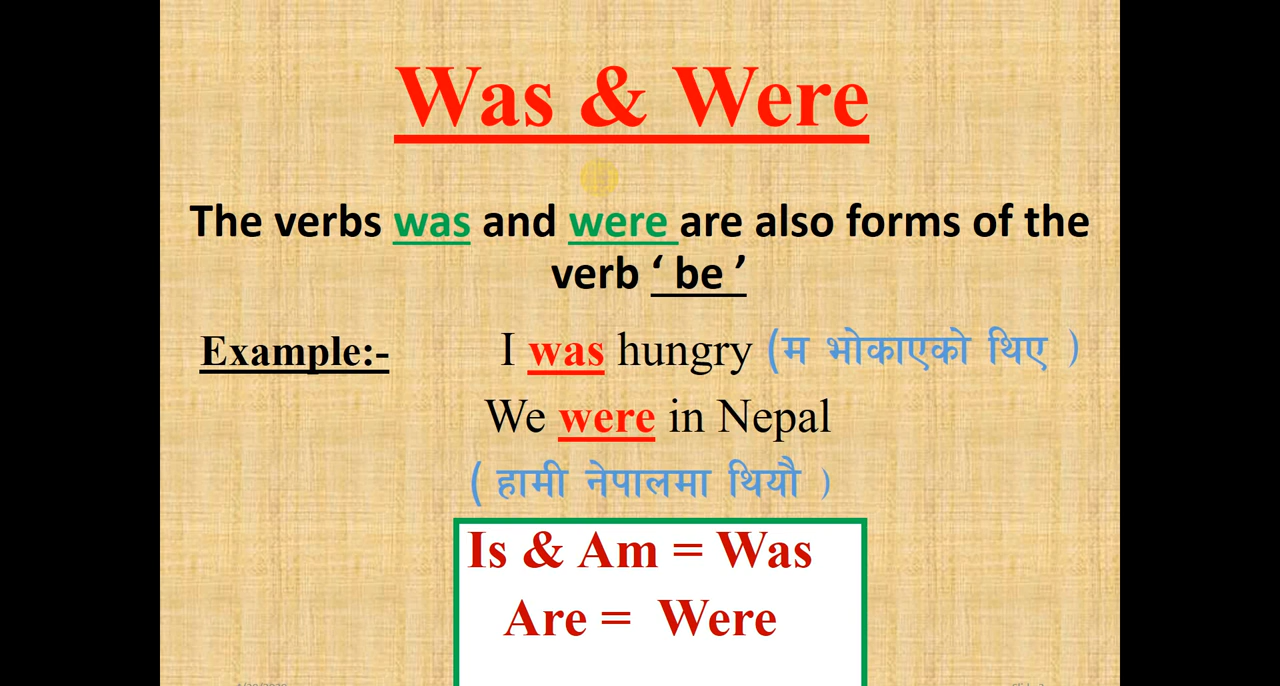 Was & Were
The verbs was and were are also forms of the
verb ‘ be ’
Example:- I was hungry (म भोकाएको थिए )
We were in Nepal
( हामी नेपालमा थियौ )
Is & Am = Was
Are = Were